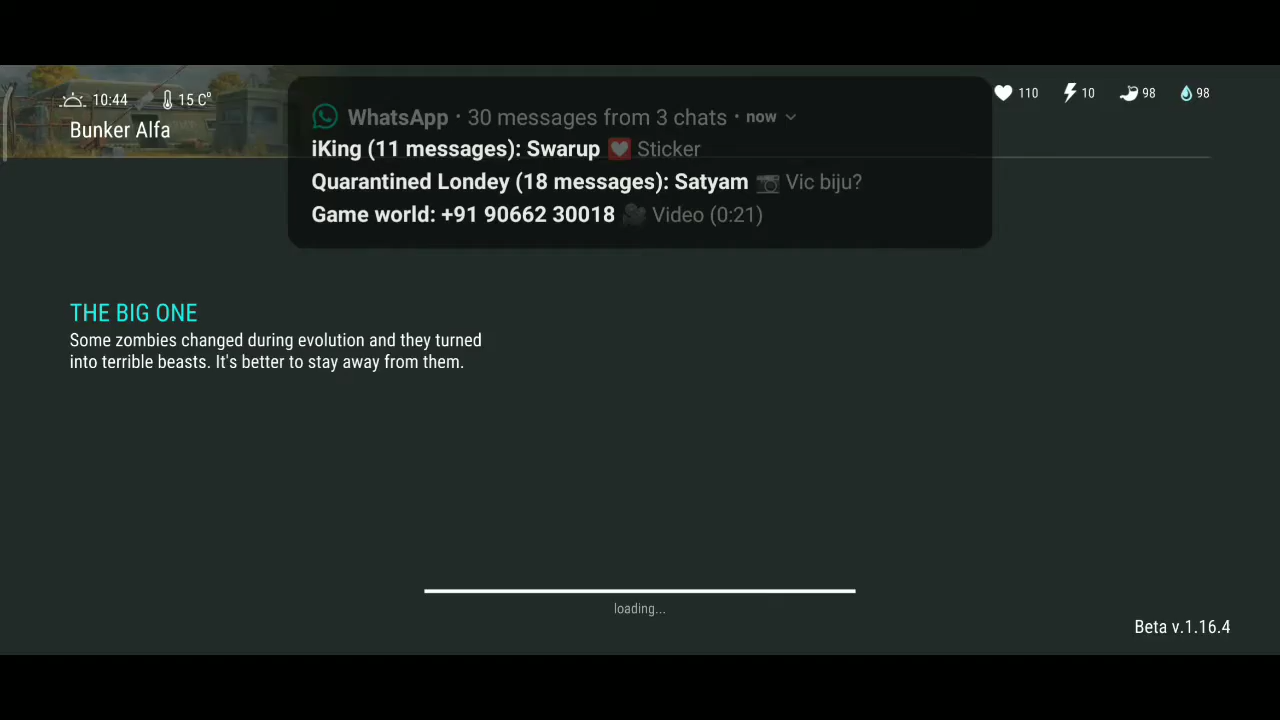 10:44 15 C°
Bunker Alfa
110 10 98 98
WhatsApp · 30 messages from 3 chats · now
iKing (11 messages): Swarup 💟 Sticker
Quarantined Londey (18 messages): Satyam 📷 Vic biju?
Game world: +91 90662 30018 🎥 Video (0:21)
THE BIG ONE
Some zombies changed during evolution and they turned
into terrible beasts. It's better to stay away from them.
loading...
Beta v.1.16.4